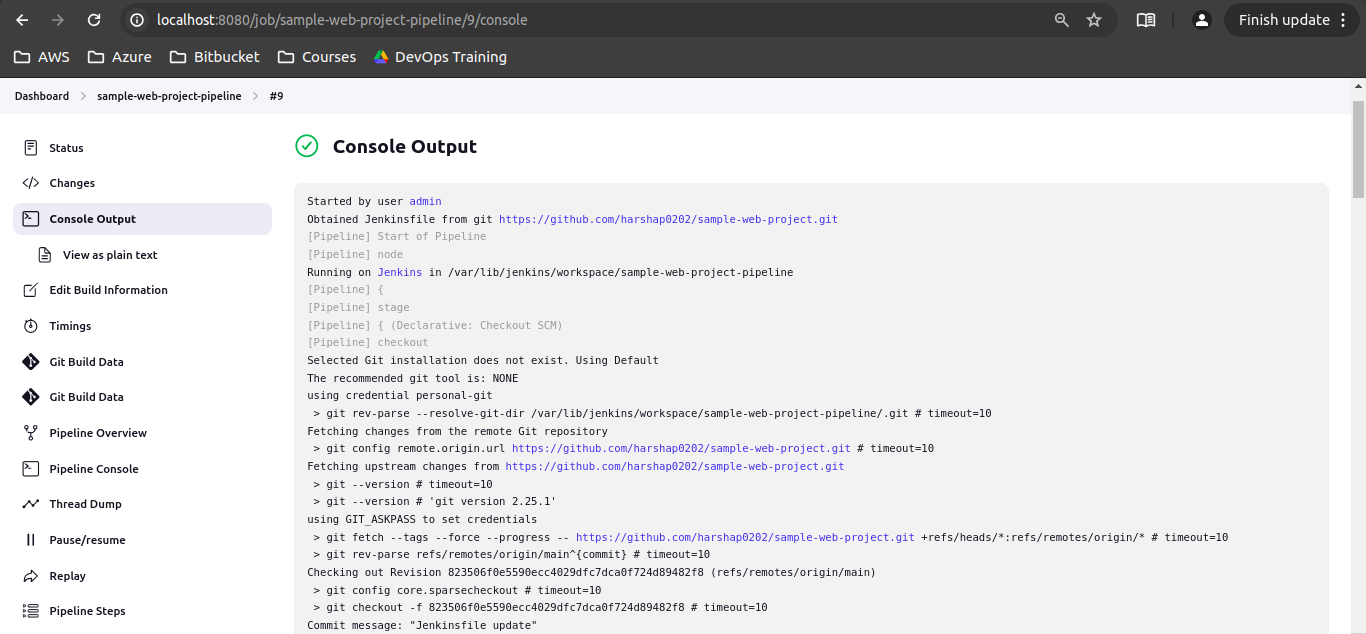 localhost:8080/job/sample-web-project-pipeline/9/console
Finish update
AWS
Azure
Bitbucket
Courses
DevOps Training
Dashboard > sample-web-project-pipeline > #9
Status
Changes
Console Output
View as plain text
Edit Build Information
Timings
Git Build Data
Git Build Data
Pipeline Overview
Pipeline Console
Thread Dump
Pause/resume
Replay
Pipeline Steps
Console Output
Started by user admin
Obtained Jenkinsfile from git https://github.com/harshap0202/sample-web-project.git
[Pipeline] Start of Pipeline
[Pipeline] node
Running on Jenkins in /var/lib/jenkins/workspace/sample-web-project-pipeline
[Pipeline] {
[Pipeline] stage
[Pipeline] { (Declarative: Checkout SCM)
[Pipeline] checkout
Selected Git installation does not exist. Using Default
The recommended git tool is: NONE
using credential personal-git
> git rev-parse --resolve-git-dir /var/lib/jenkins/workspace/sample-web-project-pipeline/.git # timeout=10
Fetching changes from the remote Git repository
> git config remote.origin.url https://github.com/harshap0202/sample-web-project.git # timeout=10
Fetching upstream changes from https://github.com/harshap0202/sample-web-project.git
> git --version # timeout=10
> git --version # 'git version 2.25.1'
using GIT_ASKPASS to set credentials
> git fetch --tags --force --progress -- https://github.com/harshap0202/sample-web-project.git +refs/heads/*:refs/remotes/origin/* # timeout=10
> git rev-parse refs/remotes/origin/main^{commit} # timeout=10
Checking out Revision 823506f0e5590ecc4029dfc7dca0f724d89482f8 (refs/remotes/origin/main)
> git config core.sparsecheckout # timeout=10
> git checkout -f 823506f0e5590ecc4029dfc7dca0f724d89482f8 # timeout=10
Commit message: "Jenkinsfile update"